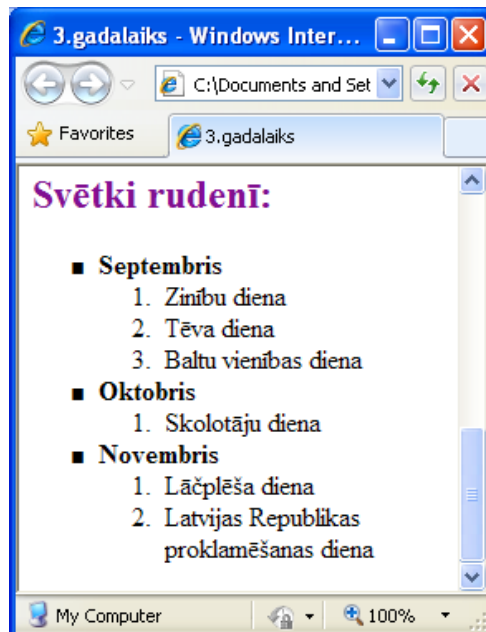 3.gadalaiks - Windows Inter...
C:\Documents and Set
Favorites
3.gadalaiks
Svētki rudenī:
■ Septembris
1. Zinību diena
2. Tēva diena
3. Baltu vienības diena
■ Oktobris
1. Skolotāju diena
■ Novembris
1. Lāčplēša diena
2. Latvijas Republikas
proklamēšanas diena
My Computer
100%